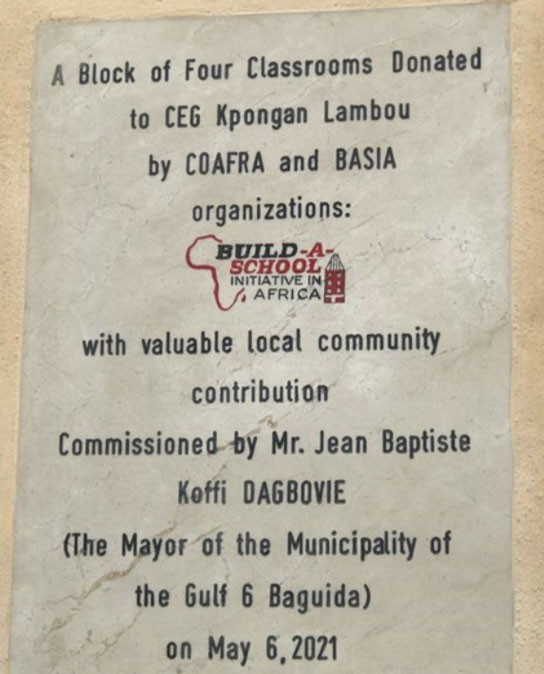 A Block of Four Classrooms Donated
to CEG Kpongan Lambou
by COAFRA and BASIA
organizations:
BUILD-A-
SCHOOL
INITIATIVE IN
AFRICA
with valuable local community
contribution
Commissioned by Mr. Jean Baptiste
Koffi DAGBOVIE
(The Mayor of the Municipality of
the Gulf 6 Baguida)
on May 6,2021